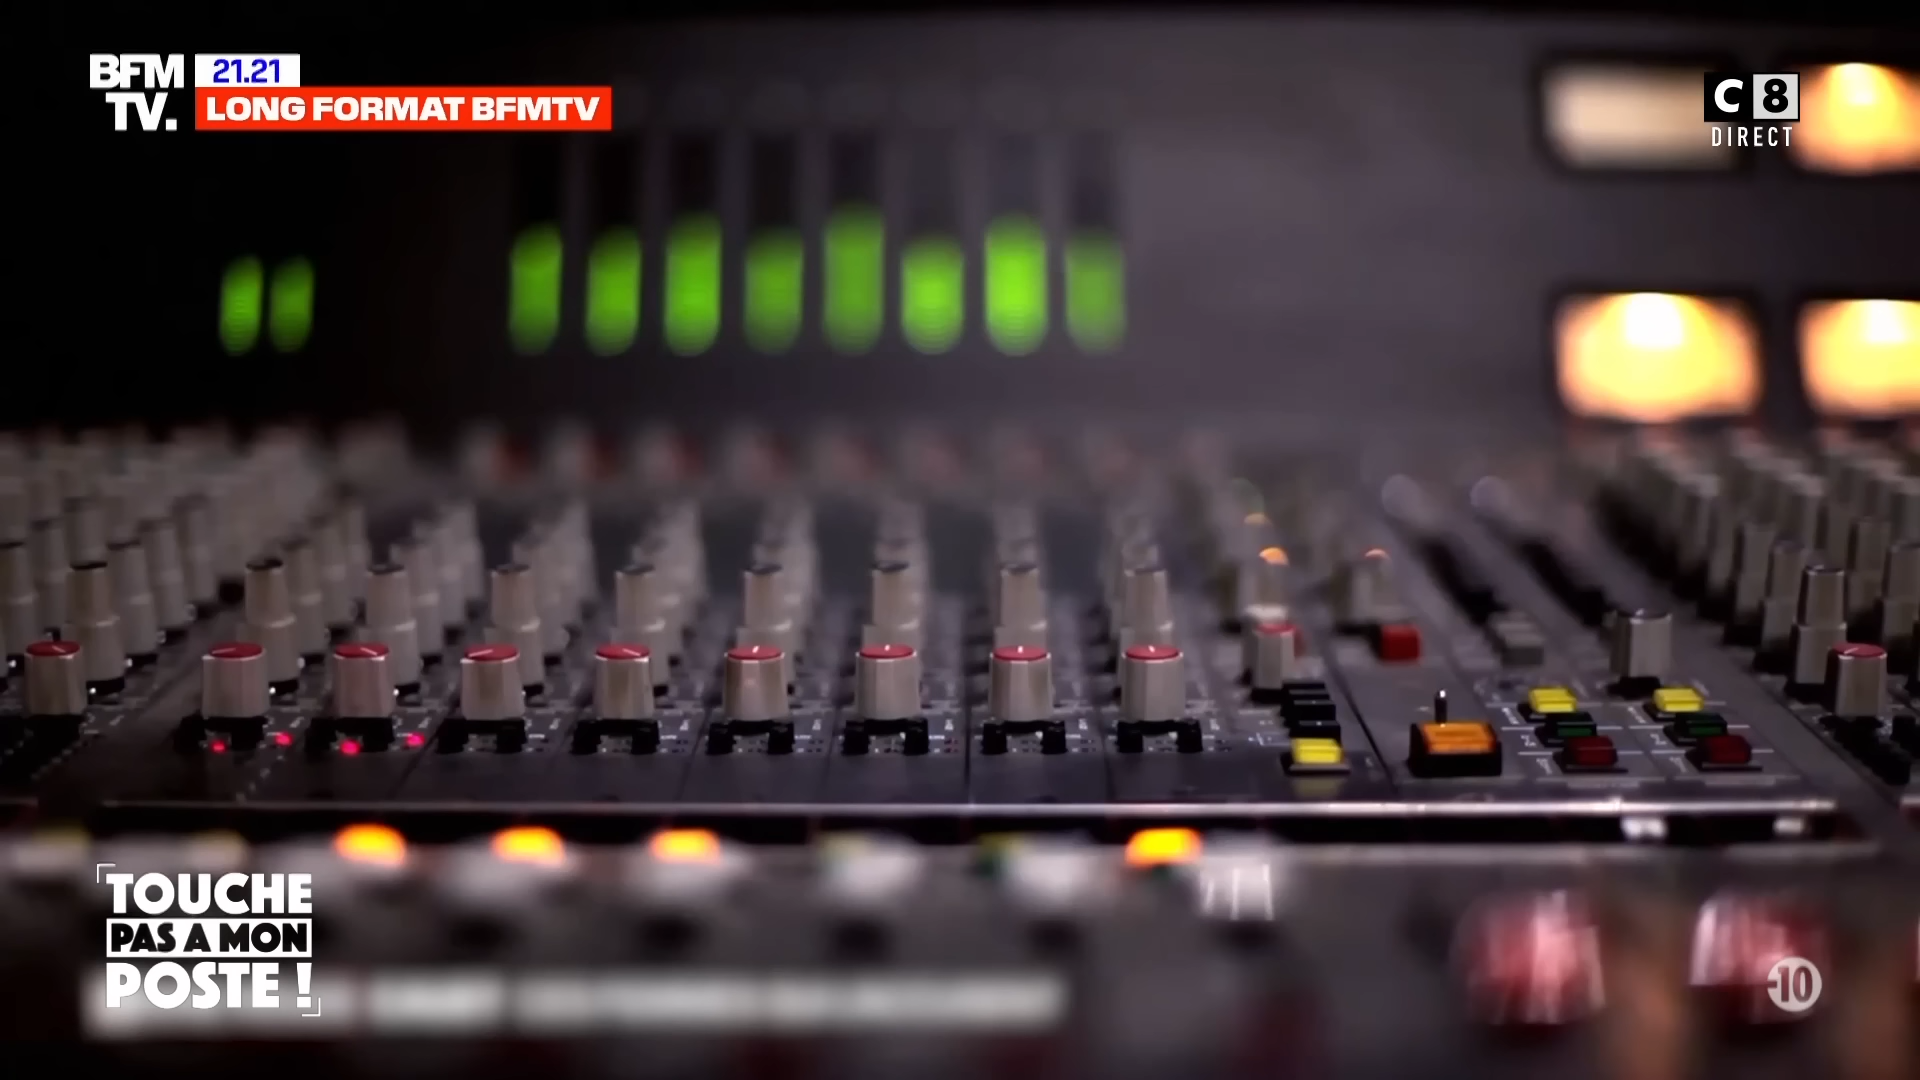 BFM
TV.
21.21
LONG FORMAT BFMTV
C8
DIRECT
TOUCHE
PAS A MON
POSTE !
-10